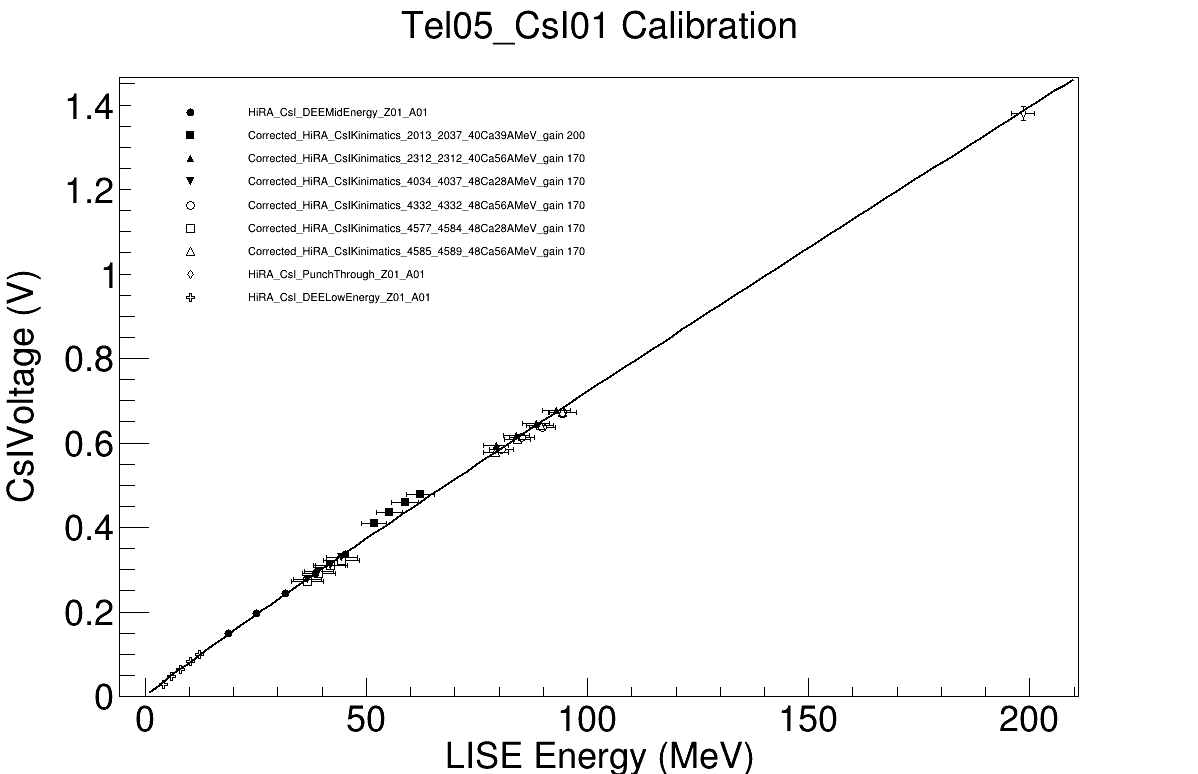 Tel05_CsI01 Calibration
HiRA_CsI_DEEMidEnergy_Z01_A01
Corrected_HiRA_CsIKinimatics_2013_2037_40Ca39AMeV_gain 200
Corrected_HiRA_CsIKinimatics_2312_2312_40Ca56AMeV_gain 170
Corrected_HiRA_CsIKinimatics_4034_4037_48Ca28AMeV_gain 170
Corrected_HiRA_CsIKinimatics_4332_4332_48Ca56AMeV_gain 170
Corrected_HiRA_CsIKinimatics_4577_4584_48Ca28AMeV_gain 170
Corrected_HiRA_CsIKinimatics_4585_4589_48Ca56AMeV_gain 170
HiRA_CsI_PunchThrough_Z01_A01
HiRA_CsI_DEELowEnergy_Z01_A01
CsIVoltage (V)
1.4
1.2
1
0.8
0.6
0.4
0.2
0
0 50 100 150 200
LISE Energy (MeV)